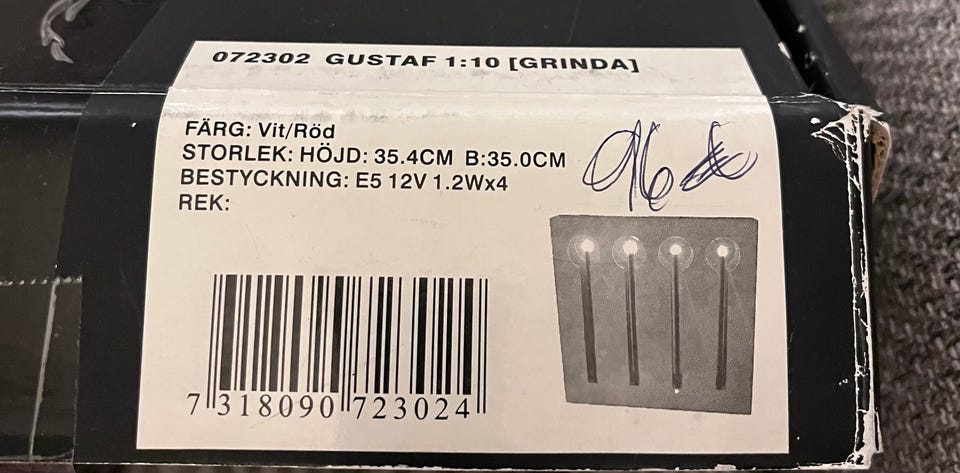 072302 GUSTAF 1:10 [GRINDA]
FÄRG: Vit/Röd
STORLEK: HÖJD: 35.4CM B:35.0CM
BESTYCKNING: E5 12V 1.2Wx4
REK:
7 318090 723024